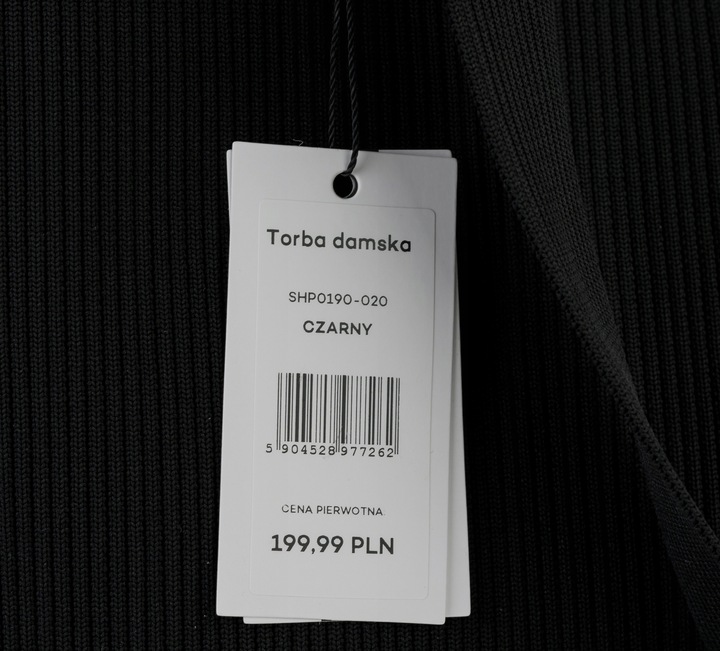 Torba damska
SHP0190-020
CZARNY
5 904528 977262
CENA PIERWOTNA
199,99 PLN